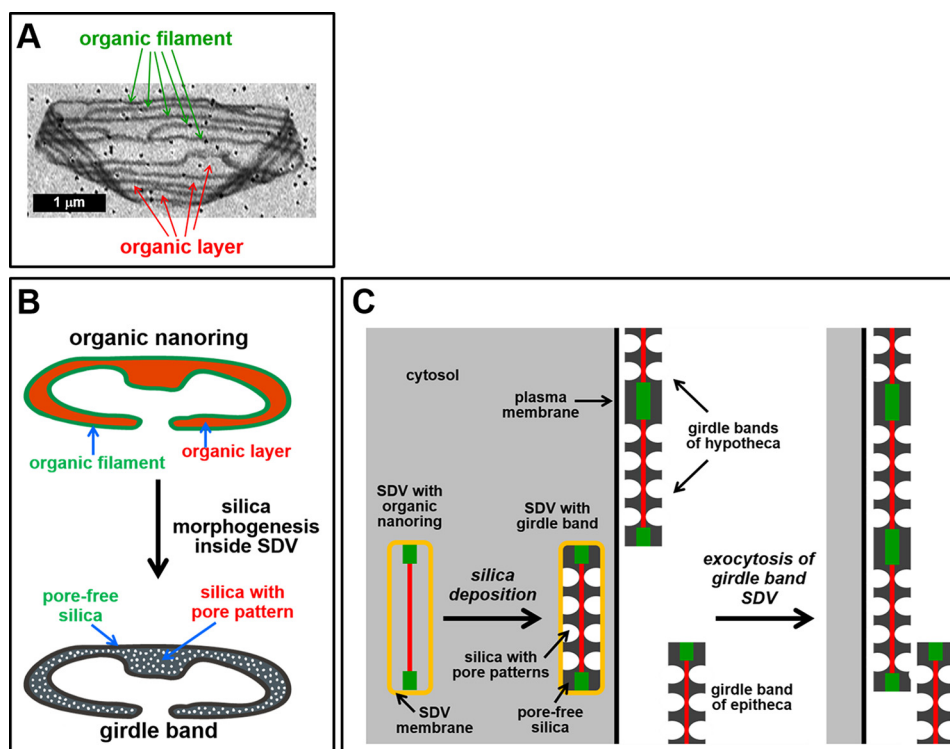 A
organic filament
1 µm
organic layer
B
organic nanoring
organic filament
organic layer
silica
morphogenesis
inside SDV
pore-free
silica
silica with
pore pattern
girdle band
C
cytosol
plasma
membrane
girdle bands
of hypotheca
SDV with
organic
nanoring
SDV with
girdle band
silica
deposition
exocytosis of
girdle band
SDV
silica with
pore patterns
SDV
membrane
pore-free
silica
girdle band
of epitheca